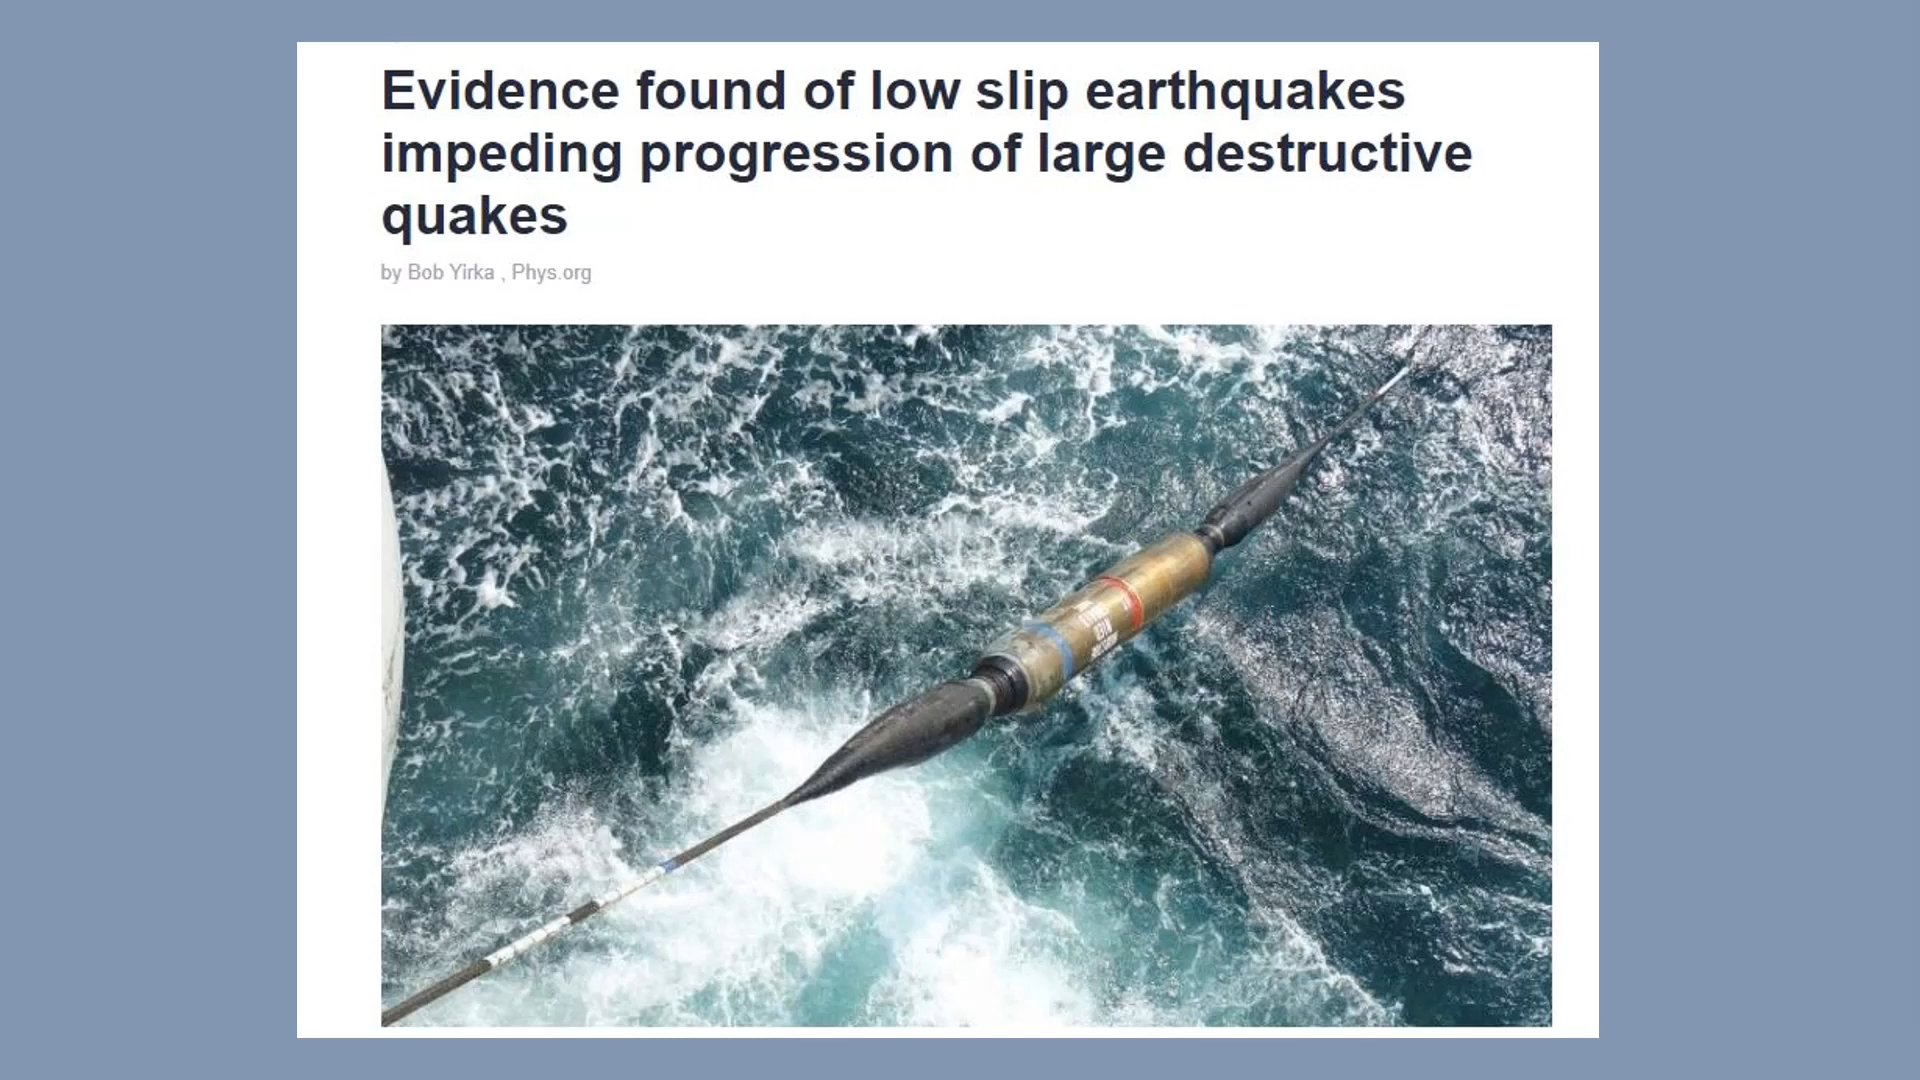 Evidence found of low slip earthquakes
impeding progression of large destructive
quakes
by Bob Yirka , Phys.org